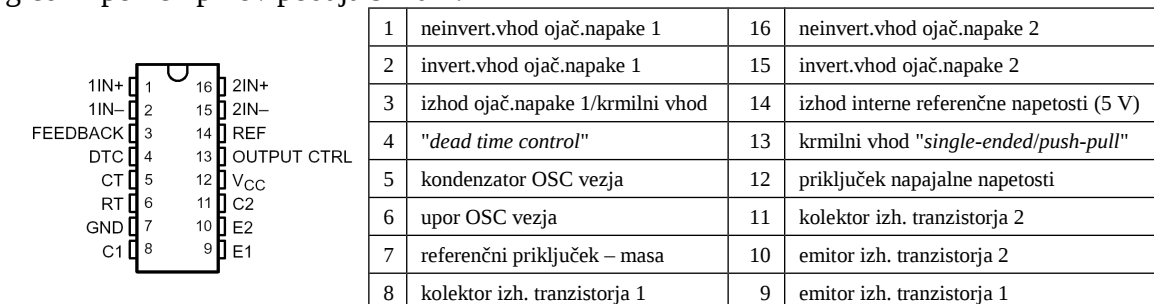 1IN+ 1 16 2IN+
1IN– 2 15 2IN–
FEEDBACK 3 14 REF
DTC 4 13 OUTPUT CTRL
CT 5 12 VCC
RT 6 11 C2
GND 7 10 E2
C1 8 9 E1
1 neinvert.vhod ojač.napake 1 16 neinvert.vhod ojač.napake 2
2 invert.vhod ojač.napake 1 15 invert.vhod ojač.napake 2
3 izhod ojač.napake 1/krmilni vhod 14 izhod interne referenčne napetosti (5 V)
4 "dead time control" 13 krmilni vhod "single-ended/push-pull"
5 kondenzator OSC vezja 12 priključek napajalne napetosti
6 upor OSC vezja 11 kolektor izh. tranzistorja 2
7 referenčni priključek – masa 10 emitor izh. tranzistorja 2
8 kolektor izh. tranzistorja 1 9 emitor izh. tranzistorja 1